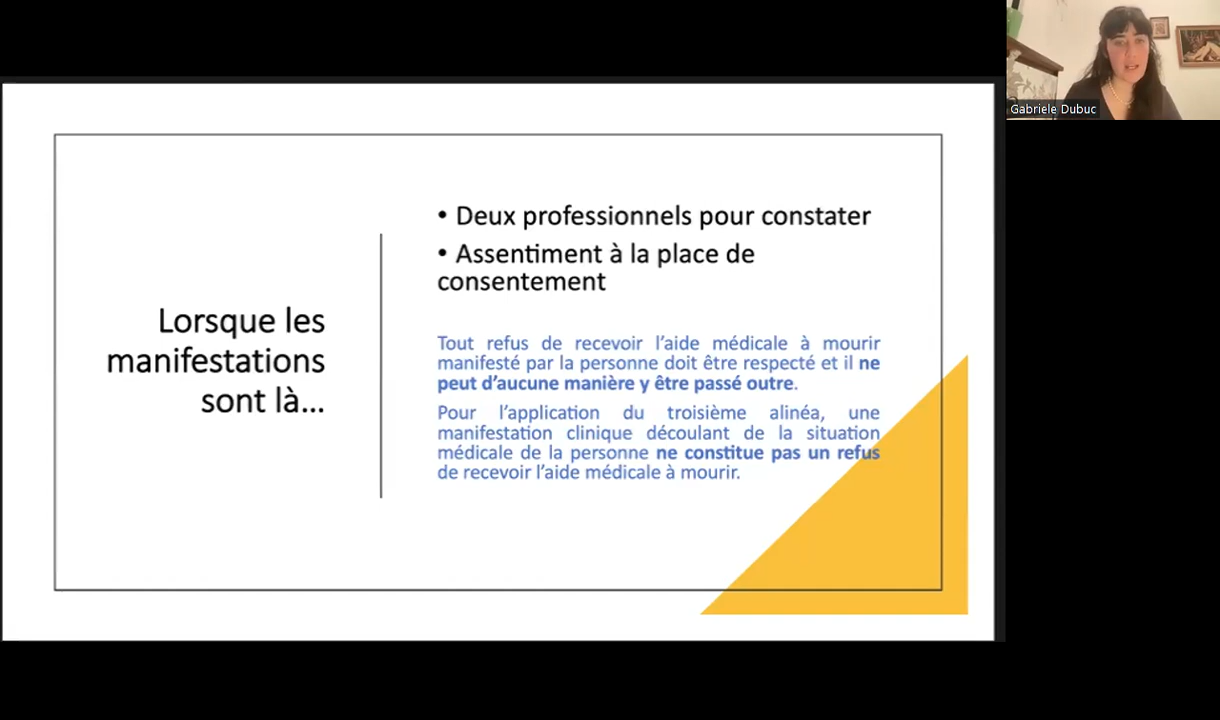 Gabriele Dubuc
Lorsque les
manifestations
sont là...
• Deux professionnels pour constater
• Assentiment à la place de
consentement
Tout refus de recevoir l'aide médicale à mourir
manifesté par la personne doit être respecté et il ne
peut d'aucune manière y être passé outre.
Pour l'application du troisième alinéa, une
manifestation clinique découlant de la situation
médicale de la personne ne constitue pas un refus
de recevoir l'aide médicale à mourir.